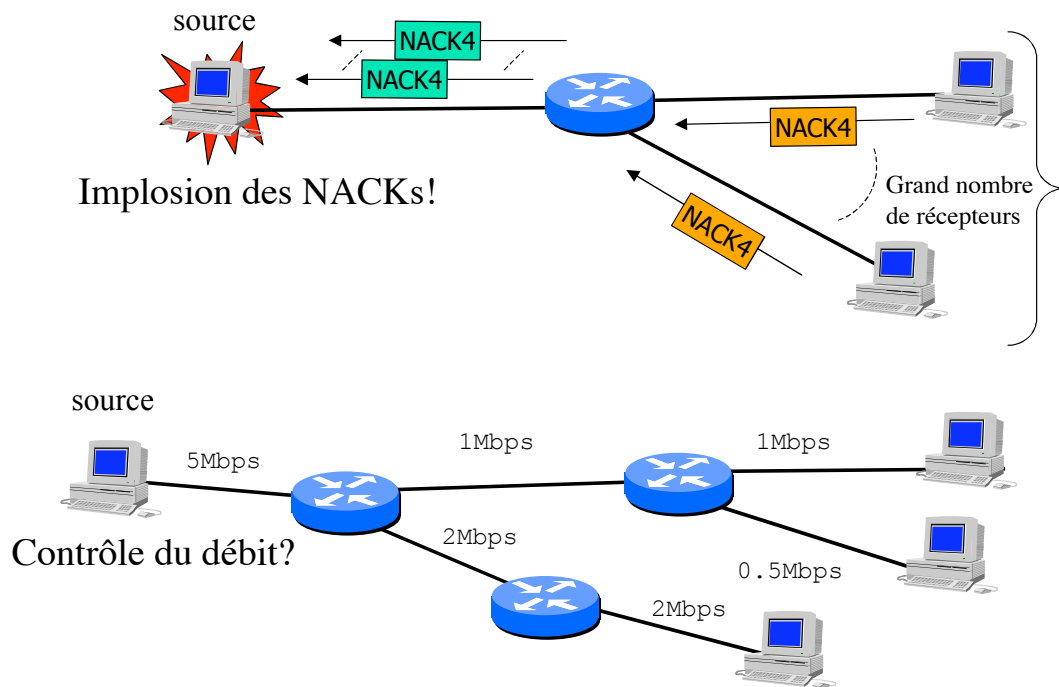 source
NACK4
NACK4
NACK4
NACK4
Implosion des NACKs!
Grand nombre
de récepteurs
source
5Mbps
1Mbps
1Mbps
Contrôle du débit?
2Mbps
0.5Mbps
2Mbps